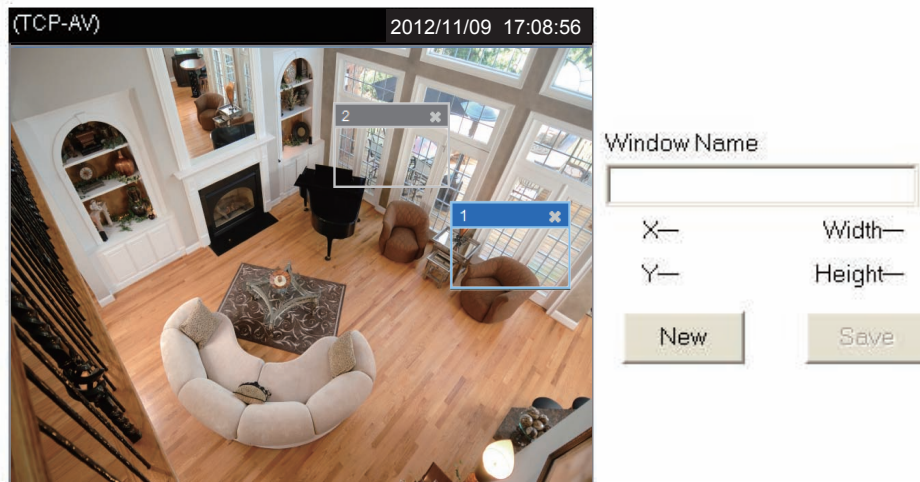 (TCP-AV) 2012/11/09 17:08:56
2
1
Window Name
X— Width—
Y— Height—
New Save